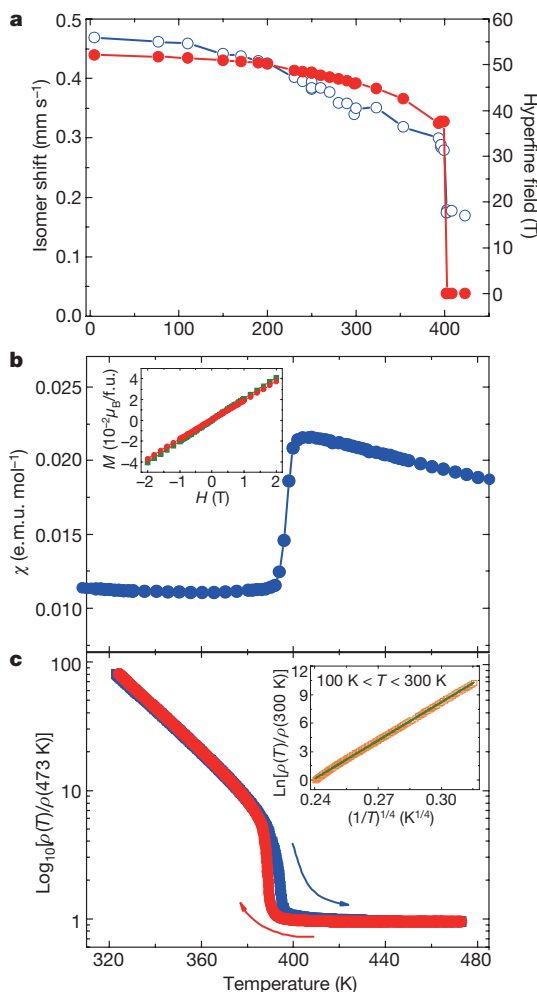 a
Isomer shift (mm s⁻¹)
0.5
0.4
0.3
0.2
0.1
0.0
60
50
40
30
20
10
0
Hyperfine field (T)
0 100 200 300 400
b
χ (e.m.u. mol⁻¹)
0.025
0.020
0.015
0.010
M (10⁻²μB/f.u.)
4
2
0
−2
−4
−2 −1 0 1 2
H (T)
c
Log₁₀[ρ(T)/ρ(473 K)]
100
10
1
Ln[ρ(T)/ρ(300 K)]
12
9
6
3
0
100 K < T < 300 K
0.24 0.27 0.30
(1/T)¹/⁴ (K¹/⁴)
320 360 400 440 480
Temperature (K)